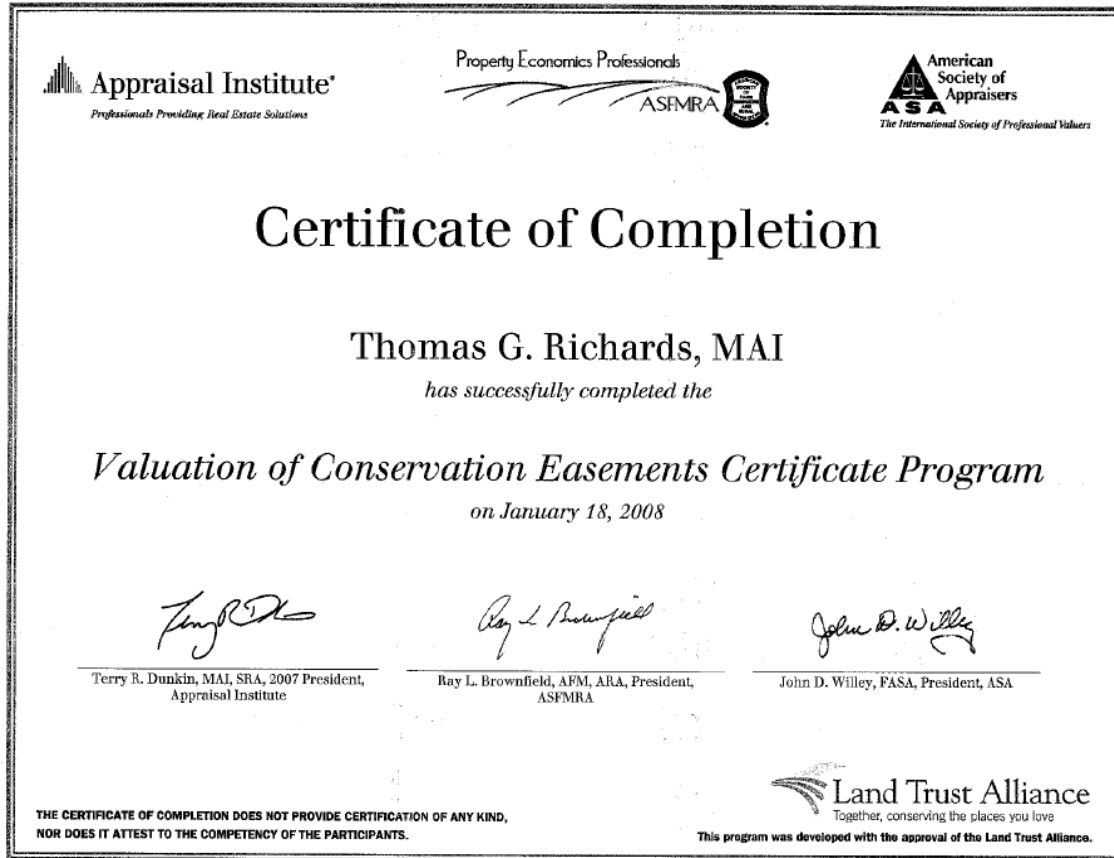 Appraisal Institute®
Professionals Providing Real Estate Solutions
Property Economics Professionals
ASFMRA
American
Society of
Appraisers
ASA
The International Society of Professional Valuers
Certificate of Completion
Thomas G. Richards, MAI
has successfully completed the
Valuation of Conservation Easements Certificate Program
on January 18, 2008
Terry R. Dunkin, MAI, SRA, 2007 President,
Appraisal Institute
Ray L. Brownfield
Ray L. Brownfield, AFM, ARA, President,
ASFMRA
John D. Willey
John D. Willey, FASA, President, ASA
Land Trust Alliance
Together, conserving the places you love
THE CERTIFICATE OF COMPLETION DOES NOT PROVIDE CERTIFICATION OF ANY KIND,
NOR DOES IT ATTEST TO THE COMPETENCY OF THE PARTICIPANTS.
This program was developed with the approval of the Land Trust Alliance.